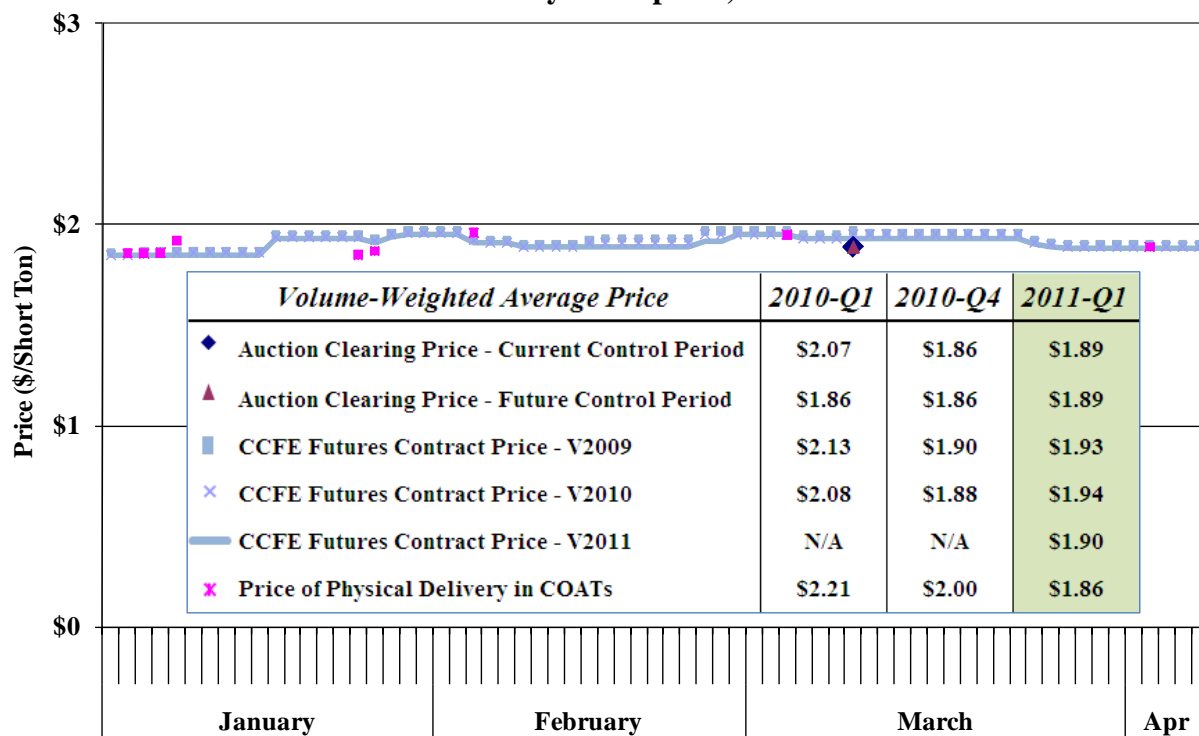 $3
$2
$1
$0
Price ($/Short Ton)
Volume-Weighted Average Price 2010-Q1 2010-Q4 2011-Q1
Auction Clearing Price - Current Control Period $2.07 $1.86 $1.89
Auction Clearing Price - Future Control Period $1.86 $1.86 $1.89
CCFE Futures Contract Price - V2009 $2.13 $1.90 $1.93
CCFE Futures Contract Price - V2010 $2.08 $1.88 $1.94
CCFE Futures Contract Price - V2011 N/A N/A $1.90
Price of Physical Delivery in COATs $2.21 $2.00 $1.86
January February March Apr